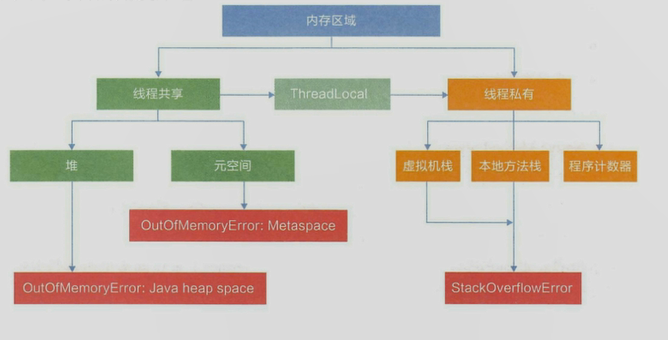 内存区域
线程共享
ThreadLocal
线程私有
堆
元空间
虚拟机栈
本地方法栈
程序计数器
OutOfMemoryError: Metaspace
OutOfMemoryError: Java heap space
StackOverflowError